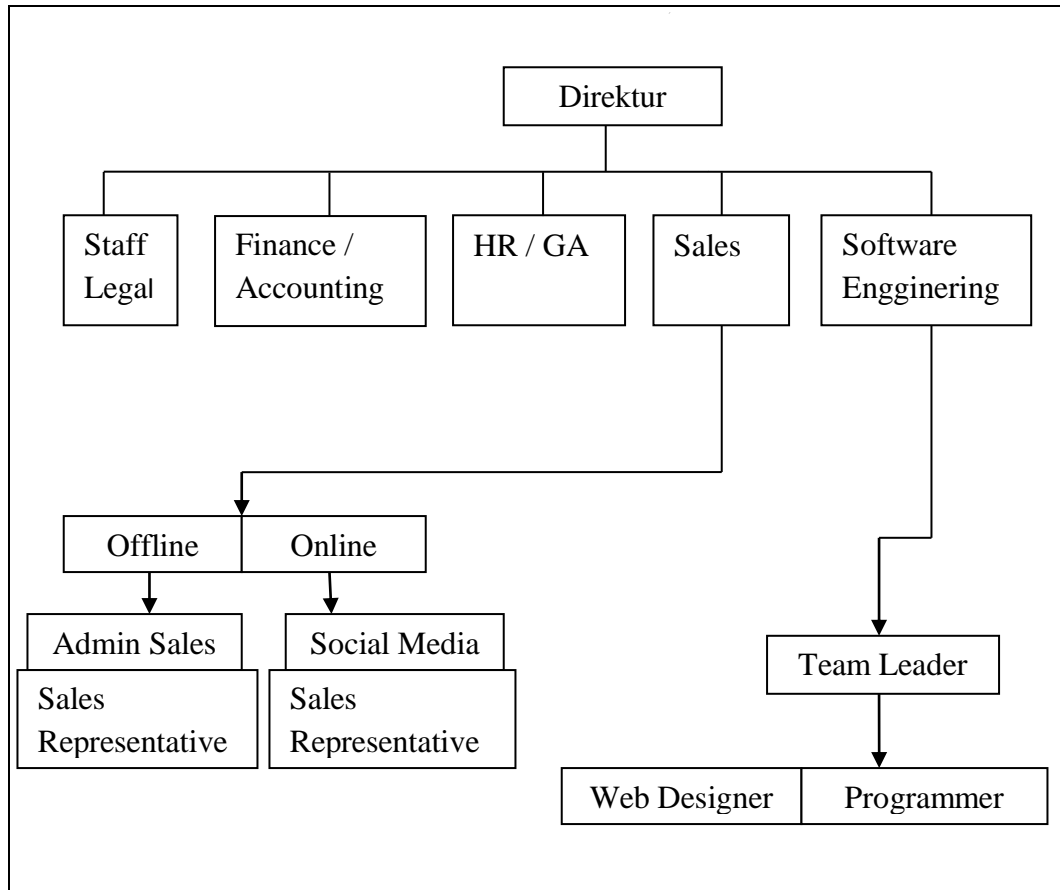 Direktur
Staff
Legal
Finance /
Accounting
HR / GA
Sales
Software
Engginering
Offline
Online
Admin Sales
Social Media
Sales
Representative
Sales
Representative
Team Leader
Web Designer
Programmer